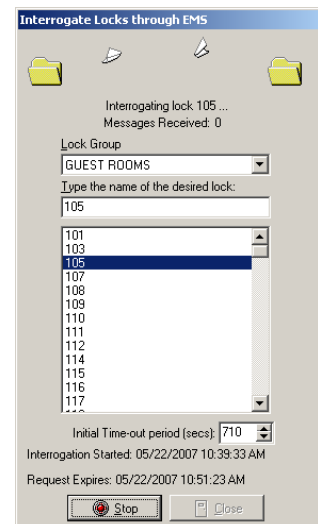 Interrogate Locks through EMS
Interrogating lock 105 ...
Messages Received: 0
Lock Group
GUEST ROOMS
Type the name of the desired lock:
105
101
103
105
107
108
109
110
111
112
114
115
116
117
Initial Time-out period (secs): 710
Interrogation Started: 05/22/2007 10:39:33 AM
Request Expires: 05/22/2007 10:51:23 AM
Stop Close